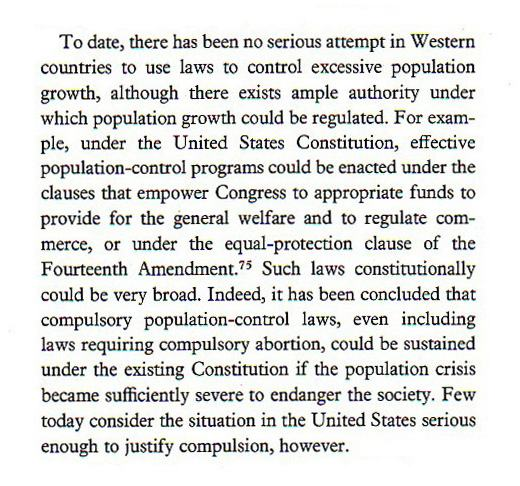 To date, there has been no serious attempt in Western
countries to use laws to control excessive population
growth, although there exists ample authority under
which population growth could be regulated. For exam-
ple, under the United States Constitution, effective
population-control programs could be enacted under the
clauses that empower Congress to appropriate funds to
provide for the general welfare and to regulate com-
merce, or under the equal-protection clause of the
Fourteenth Amendment.⁷⁵ Such laws constitutionally
could be very broad. Indeed, it has been concluded that
compulsory population-control laws, even including
laws requiring compulsory abortion, could be sustained
under the existing Constitution if the population crisis
became sufficiently severe to endanger the society. Few
today consider the situation in the United States serious
enough to justify compulsion, however.